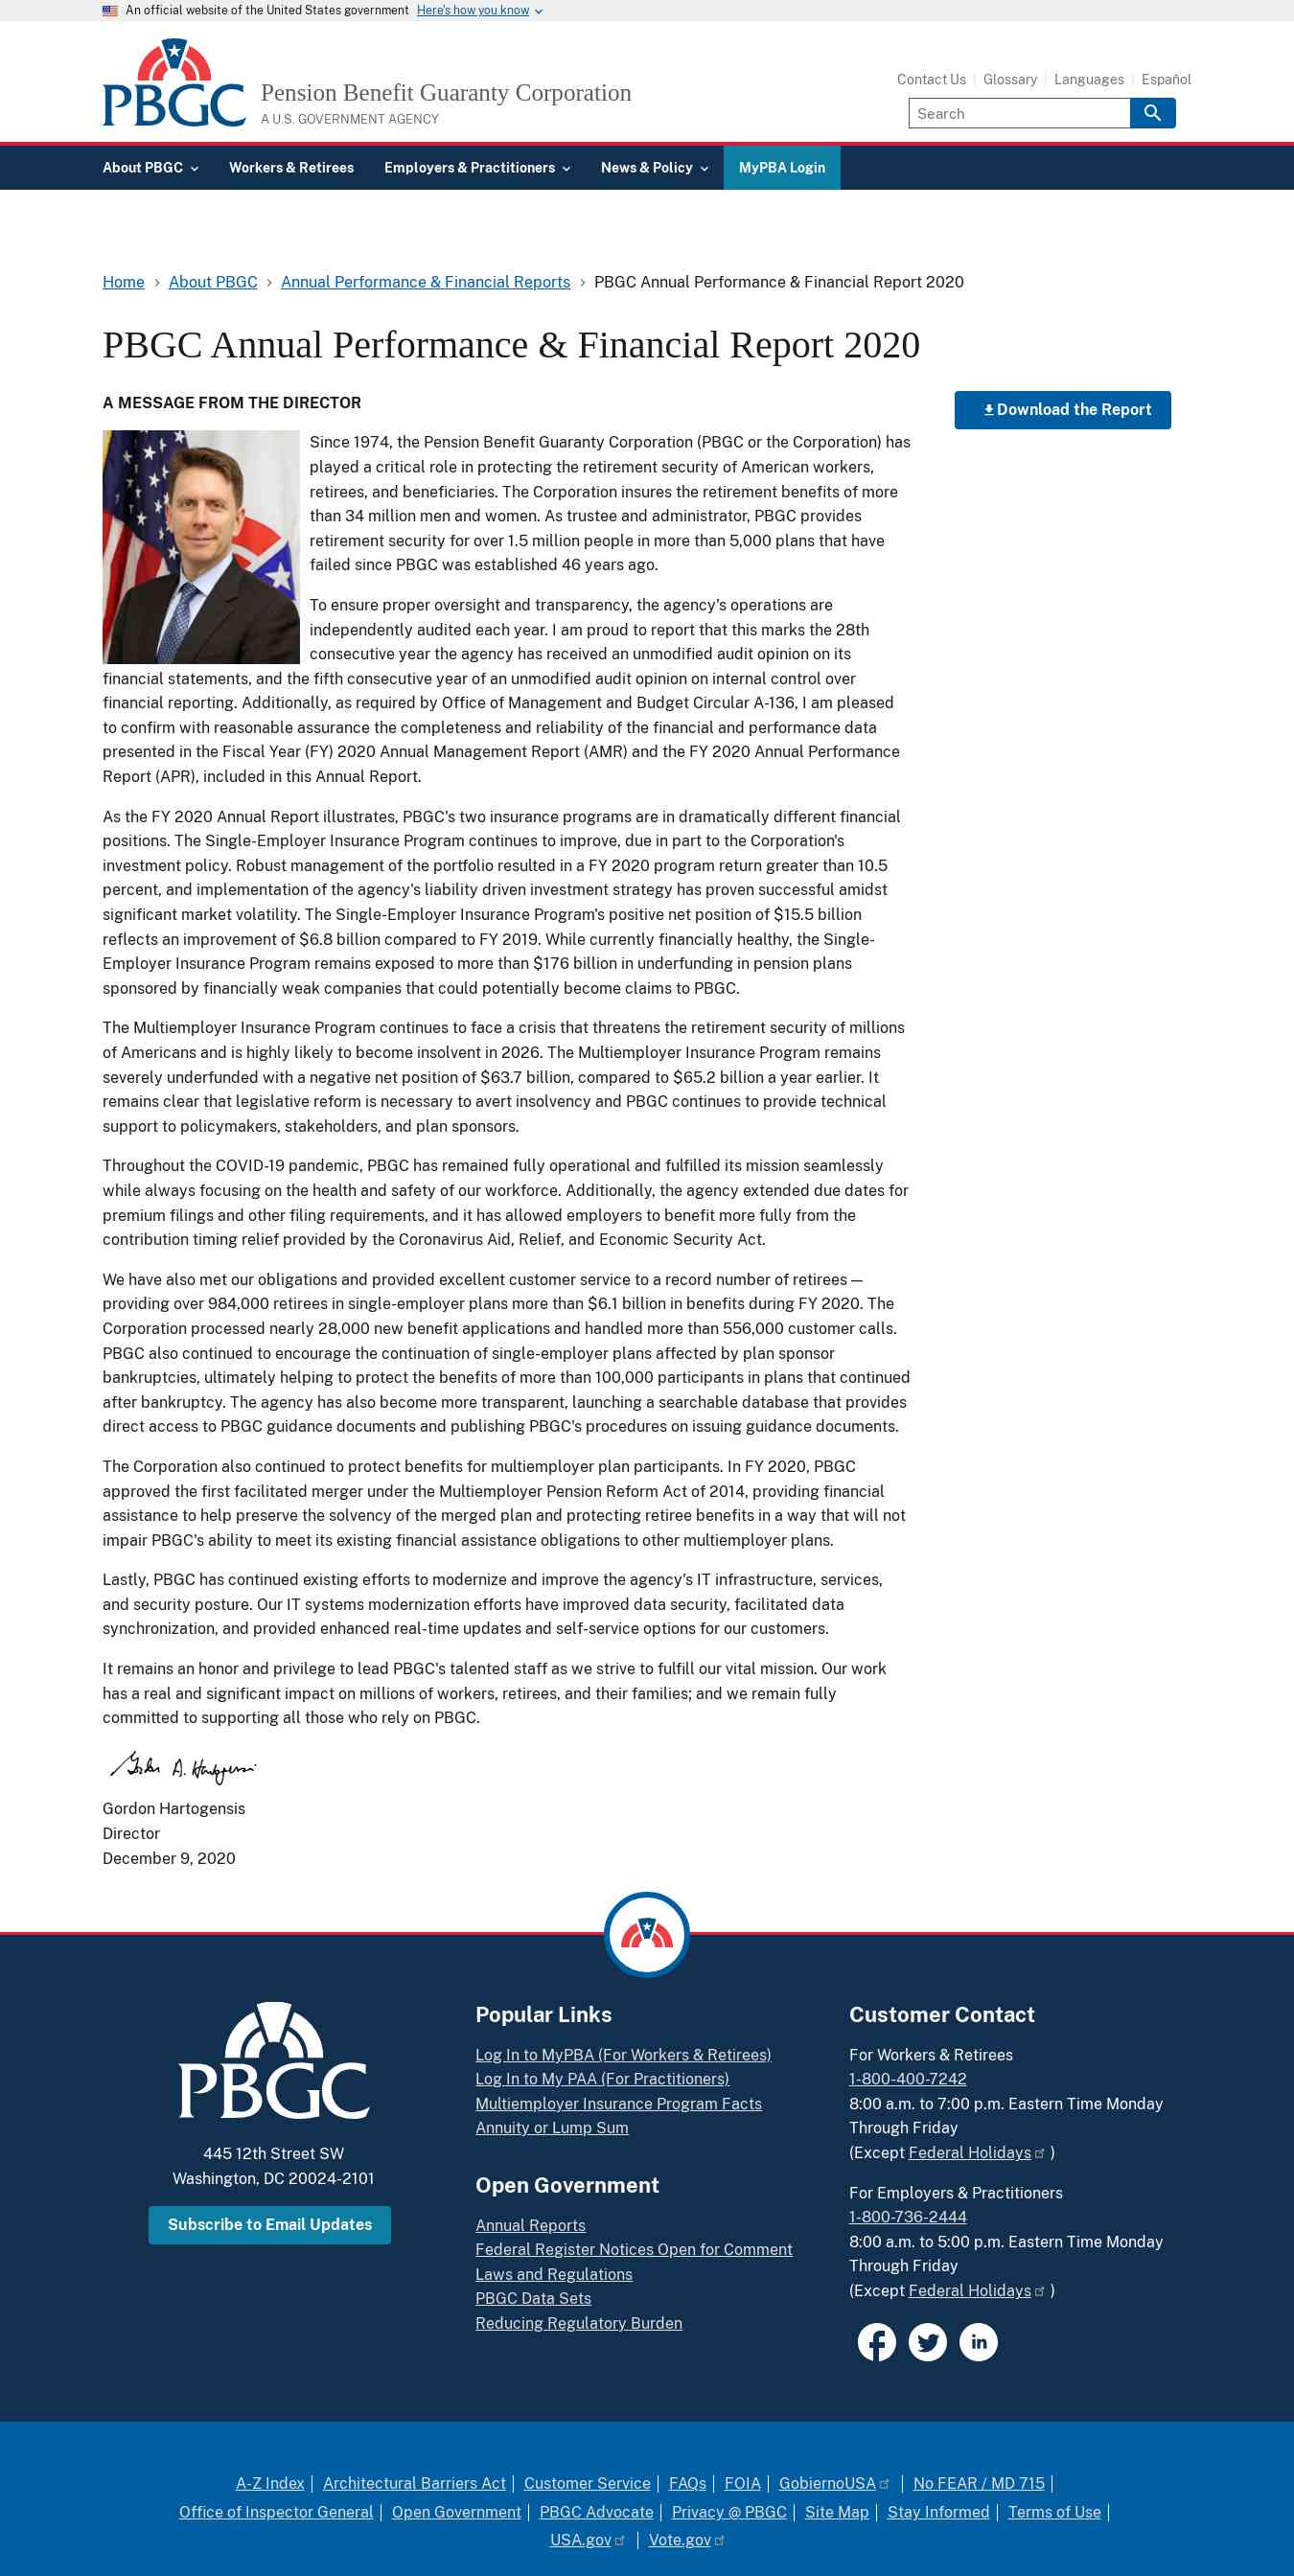 An official website of the United States government Here's how you know
PBGC
Pension Benefit Guaranty Corporation
A U.S. GOVERNMENT AGENCY
Contact Us Glossary Languages Español
Search
About PBGC Workers & Retirees Employers & Practitioners News & Policy MyPBA Login
Home About PBGC Annual Performance & Financial Reports PBGC Annual Performance & Financial Report 2020
PBGC Annual Performance & Financial Report 2020
A MESSAGE FROM THE DIRECTOR
Download the Report
Since 1974, the Pension Benefit Guaranty Corporation (PBGC or the Corporation) has
played a critical role in protecting the retirement security of American workers,
retirees, and beneficiaries. The Corporation insures the retirement benefits of more
than 34 million men and women. As trustee and administrator, PBGC provides
retirement security for over 1.5 million people in more than 5,000 plans that have
failed since PBGC was established 46 years ago.
To ensure proper oversight and transparency, the agency's operations are
independently audited each year. I am proud to report that this marks the 28th
consecutive year the agency has received an unmodified audit opinion on its
financial statements, and the fifth consecutive year of an unmodified audit opinion on internal control over
financial reporting. Additionally, as required by Office of Management and Budget Circular A-136, I am pleased
to confirm with reasonable assurance the completeness and reliability of the financial and performance data
presented in the Fiscal Year (FY) 2020 Annual Management Report (AMR) and the FY 2020 Annual Performance
Report (APR), included in this Annual Report.
As the FY 2020 Annual Report illustrates, PBGC's two insurance programs are in dramatically different financial
positions. The Single-Employer Insurance Program continues to improve, due in part to the Corporation's
investment policy. Robust management of the portfolio resulted in a FY 2020 program return greater than 10.5
percent, and implementation of the agency's liability driven investment strategy has proven successful amidst
significant market volatility. The Single-Employer Insurance Program's positive net position of $15.5 billion
reflects an improvement of $6.8 billion compared to FY 2019. While currently financially healthy, the Single-
Employer Insurance Program remains exposed to more than $176 billion in underfunding in pension plans
sponsored by financially weak companies that could potentially become claims to PBGC.
The Multiemployer Insurance Program continues to face a crisis that threatens the retirement security of millions
of Americans and is highly likely to become insolvent in 2026. The Multiemployer Insurance Program remains
severely underfunded with a negative net position of $63.7 billion, compared to $65.2 billion a year earlier. It
remains clear that legislative reform is necessary to avert insolvency and PBGC continues to provide technical
support to policymakers, stakeholders, and plan sponsors.
Throughout the COVID-19 pandemic, PBGC has remained fully operational and fulfilled its mission seamlessly
while always focusing on the health and safety of our workforce. Additionally, the agency extended due dates for
premium filings and other filing requirements, and it has allowed employers to benefit more fully from the
contribution timing relief provided by the Coronavirus Aid, Relief, and Economic Security Act.
We have also met our obligations and provided excellent customer service to a record number of retirees —
providing over 984,000 retirees in single-employer plans more than $6.1 billion in benefits during FY 2020. The
Corporation processed nearly 28,000 new benefit applications and handled more than 556,000 customer calls.
PBGC also continued to encourage the continuation of single-employer plans affected by plan sponsor
bankruptcies, ultimately helping to protect the benefits of more than 100,000 participants in plans that continued
after bankruptcy. The agency has also become more transparent, launching a searchable database that provides
direct access to PBGC guidance documents and publishing PBGC's procedures on issuing guidance documents.
The Corporation also continued to protect benefits for multiemployer plan participants. In FY 2020, PBGC
approved the first facilitated merger under the Multiemployer Pension Reform Act of 2014, providing financial
assistance to help preserve the solvency of the merged plan and protecting retiree benefits in a way that will not
impair PBGC's ability to meet its existing financial assistance obligations to other multiemployer plans.
Lastly, PBGC has continued existing efforts to modernize and improve the agency's IT infrastructure, services,
and security posture. Our IT systems modernization efforts have improved data security, facilitated data
synchronization, and provided enhanced real-time updates and self-service options for our customers.
It remains an honor and privilege to lead PBGC's talented staff as we strive to fulfill our vital mission. Our work
has a real and significant impact on millions of workers, retirees, and their families; and we remain fully
committed to supporting all those who rely on PBGC.
Gordon Hartogensis
Director
December 9, 2020
PBGC
445 12th Street SW
Washington, DC 20024-2101
Subscribe to Email Updates
Popular Links
Log In to MyPBA (For Workers & Retirees)
Log In to My PAA (For Practitioners)
Multiemployer Insurance Program Facts
Annuity or Lump Sum
Open Government
Annual Reports
Federal Register Notices Open for Comment
Laws and Regulations
PBGC Data Sets
Reducing Regulatory Burden
Customer Contact
For Workers & Retirees
1-800-400-7242
8:00 a.m. to 7:00 p.m. Eastern Time Monday
Through Friday
(Except Federal Holidays )
For Employers & Practitioners
1-800-736-2444
8:00 a.m. to 5:00 p.m. Eastern Time Monday
Through Friday
(Except Federal Holidays )
in
A-Z Index Architectural Barriers Act Customer Service FAQs FOIA GobiernoUSA No FEAR / MD 715
Office of Inspector General Open Government PBGC Advocate Privacy @ PBGC Site Map Stay Informed Terms of Use
USA.gov Vote.gov